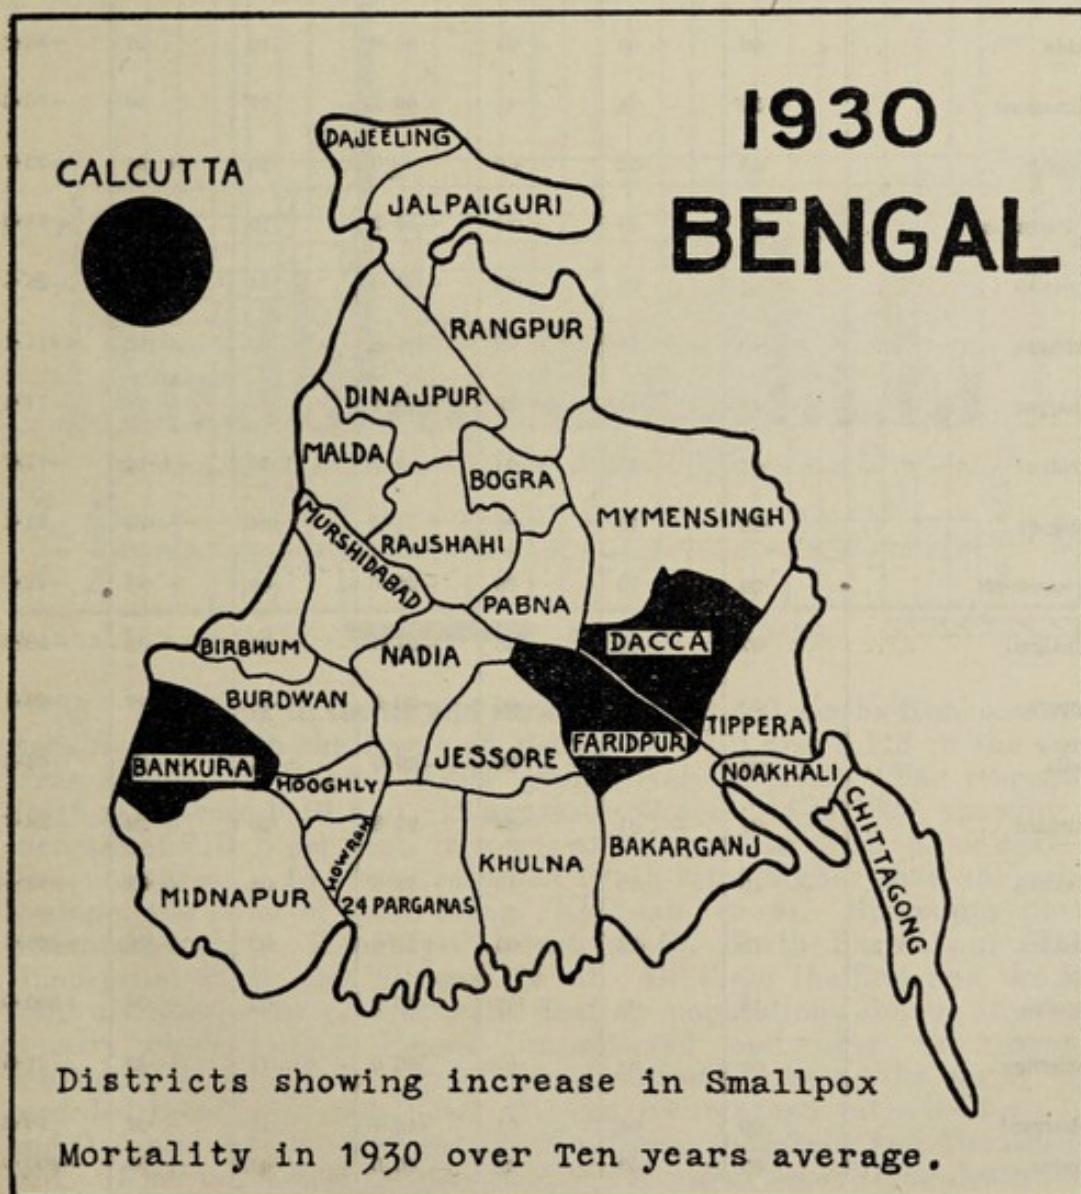 1930
BENGAL
CALCUTTA
DAJEELING
JALPAIGURI
RANGPUR
DINAJPUR
MALDA
BOGRA
MYMENSINGH
MURSHIDABAD
RAJSHAHI
PABNA
DACCA
BIRBHUM
NADIA
BURDWAN
TIPPERA
FARIDPUR
JESSORE
BANKURA
HOOGHLY
NOAKHALI
CHITTAGONG
HOWRAH
KHULNA
BAKARGANJ
MIDNAPUR
24 PARGANAS
Districts showing increase in Smallpox
Mortality in 1930 over Ten years average.